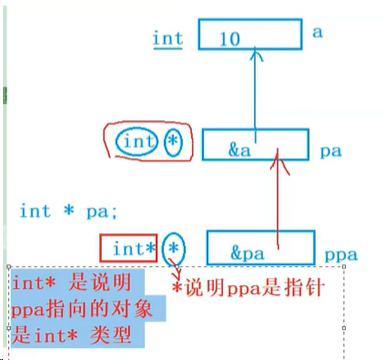 int 10 a
int * &a pa
int * pa;
int* * &pa ppa
int* 是说明
ppa指向的对象
是int* 类型
*说明ppa是指针